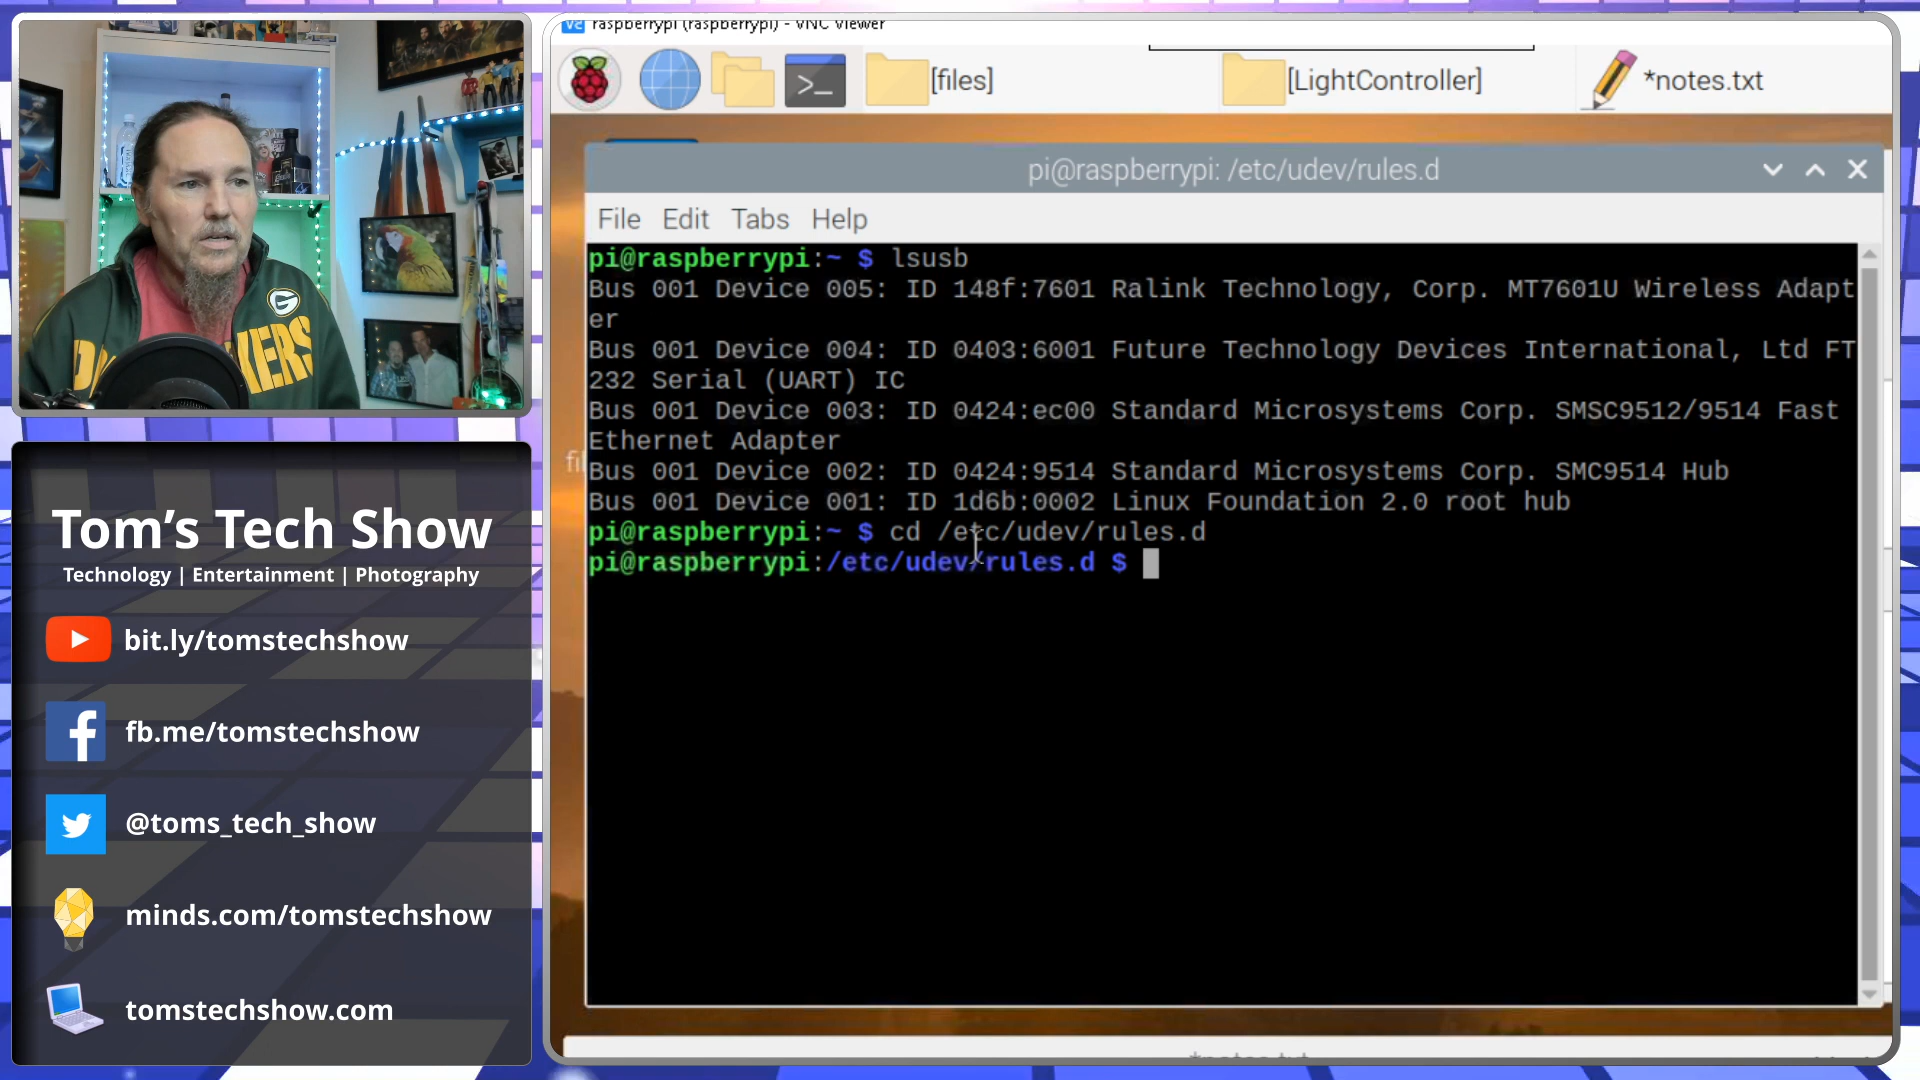 raspberrypi (raspberrypi) - VNC Viewer
[files]
[LightController]
*notes.txt
pi@raspberrypi: /etc/udev/rules.d
File Edit Tabs Help
pi@raspberrypi:~ $ lsusb
Bus 001 Device 005: ID 148f:7601 Ralink Technology, Corp. MT7601U Wireless Adapt
er
Bus 001 Device 004: ID 0403:6001 Future Technology Devices International, Ltd FT
232 Serial (UART) IC
Bus 001 Device 003: ID 0424:ec00 Standard Microsystems Corp. SMSC9512/9514 Fast
Ethernet Adapter
Bus 001 Device 002: ID 0424:9514 Standard Microsystems Corp. SMC9514 Hub
Bus 001 Device 001: ID 1d6b:0002 Linux Foundation 2.0 root hub
pi@raspberrypi:~ $ cd /etc/udev/rules.d
pi@raspberrypi:/etc/udev/rules.d $
*notes.txt
Tom's Tech Show
Technology | Entertainment | Photography
bit.ly/tomstechshow
fb.me/tomstechshow
@toms_tech_show
minds.com/tomstechshow
tomstechshow.com